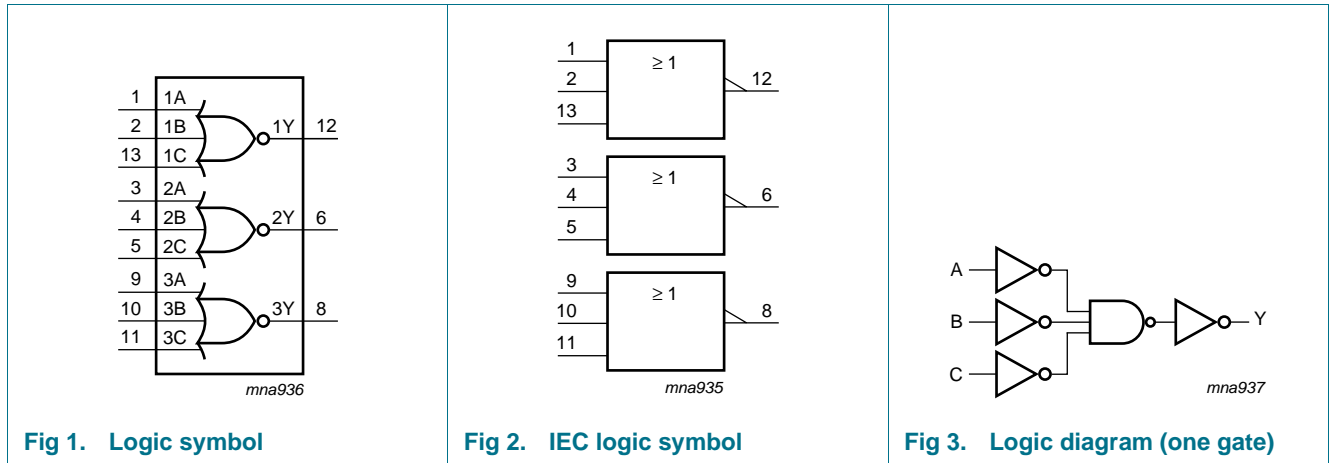 1 1A
2 1B 1Y 12
13 1C
3 2A
4 2B 2Y 6
5 2C
9 3A
10 3B 3Y 8
11 3C
mna936
Fig 1. Logic symbol
1 ≥ 1
2 12
13
3 ≥ 1
4 6
5
9 ≥ 1
10 8
11
mna935
Fig 2. IEC logic symbol
A
B Y
C
mna937
Fig 3. Logic diagram (one gate)